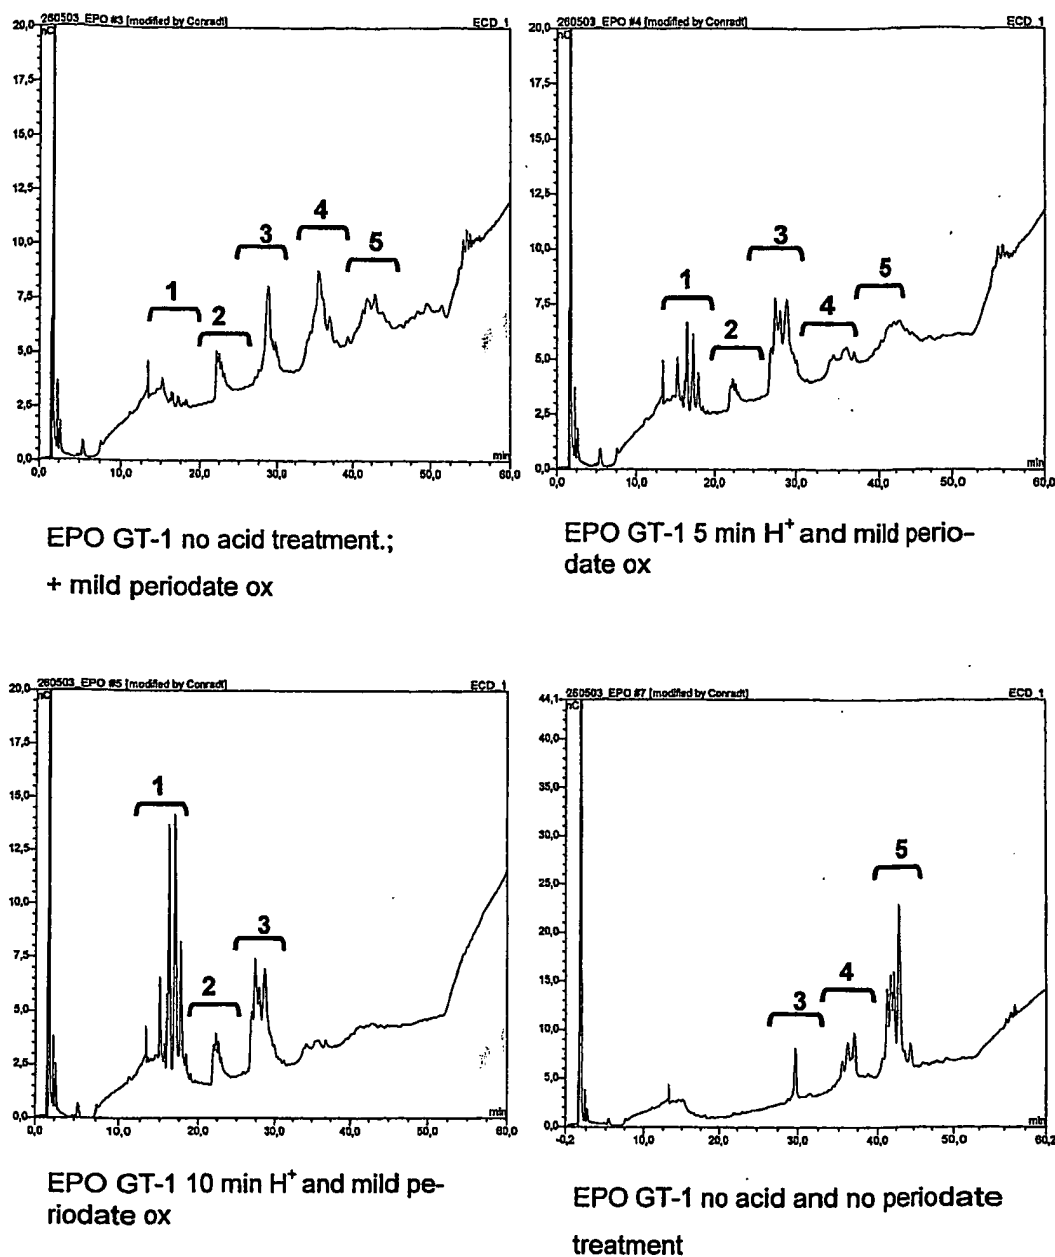 260503_EPO #3 [modified by Conradt] ECD_1
20,0
nC
17,5
15,0
12,5
10,0
7,5
5,0
2,5
0,0
1
2
3
4
5
0,0 10,0 20,0 30,0 40,0 50,0 60,0
min
EPO GT-1 no acid treatment.;
+ mild periodate ox
260503_EPO #4 [modified by Conradt] ECD_1
20,0
nC
17,5
15,0
12,5
10,0
7,5
5,0
2,5
0,0
1
2
3
4
5
0,0 10,0 20,0 30,0 40,0 50,0 60,0
min
EPO GT-1 5 min H⁺ and mild perio-
date ox
260503_EPO #5 [modified by Conradt] ECD_1
20,0
nC
17,5
15,0
12,5
10,0
7,5
5,0
2,5
0,0
1
2
3
0,0 10,0 20,0 30,0 40,0 50,0 60,0
min
EPO GT-1 10 min H⁺ and mild pe-
riodate ox
260503_EPO #7 [modified by Conradt] ECD_1
44,1
nC
40,0
35,0
30,0
25,0
20,0
15,0
10,0
5,0
-1,0
3
4
5
-0,2 10,0 20,0 30,0 40,0 50,0 60,2
min
EPO GT-1 no acid and no periodate
treatment